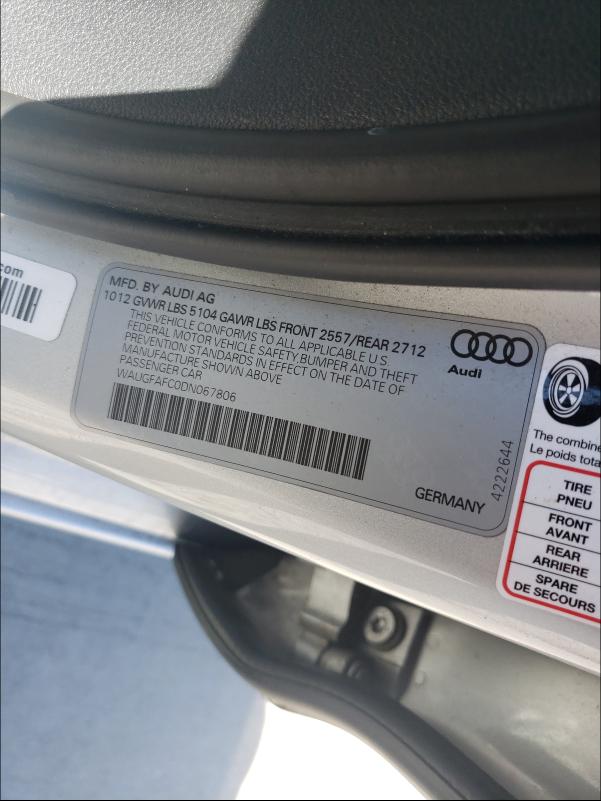 .com
MFD. BY AUDI AG
1012 GVWR LBS 5104 GAWR LBS FRONT 2557/REAR 2712
THIS VEHICLE CONFORMS TO ALL APPLICABLE U.S.
FEDERAL MOTOR VEHICLE SAFETY,BUMPER AND THEFT
PREVENTION STANDARDS IN EFFECT ON THE DATE OF
MANUFACTURE SHOWN ABOVE
PASSENGER CAR
WAUGFAFC0DN067806
Audi
GERMANY
4222644
The combine
Le poids tota
TIRE
PNEU
FRONT
AVANT
REAR
ARRIERE
SPARE
DE SECOURS